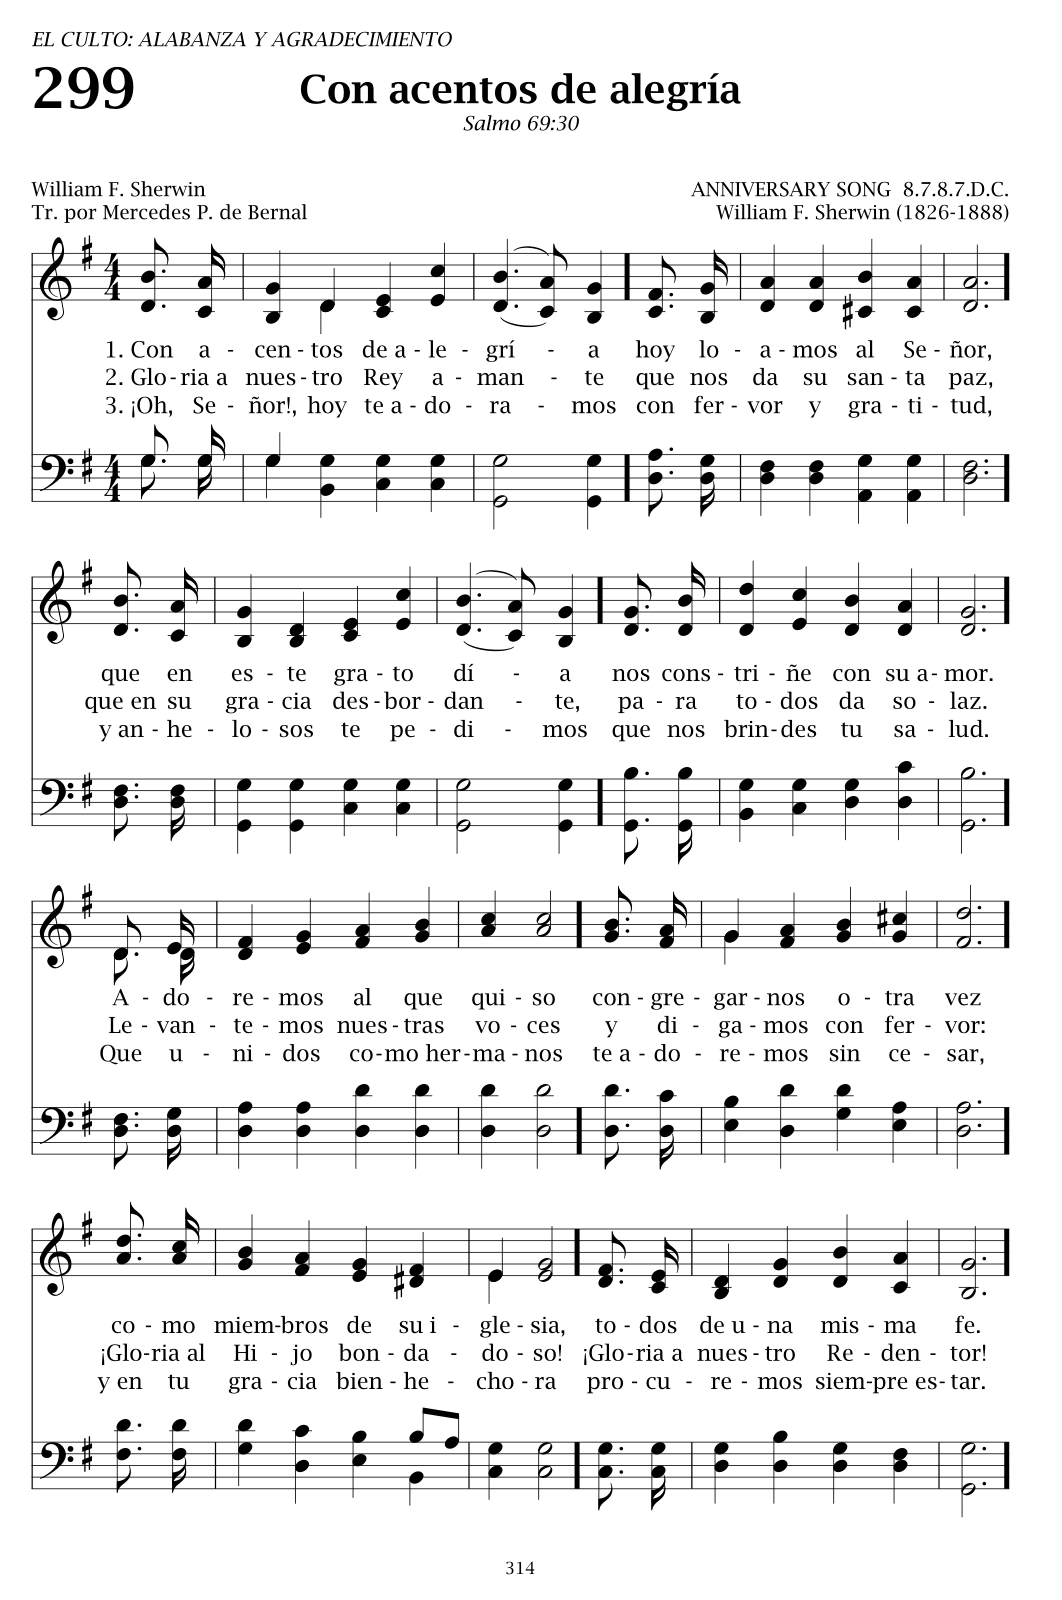 EL CULTO: ALABANZA Y AGRADECIMIENTO
299
Con acentos de alegría
Salmo 69:30
William F. Sherwin
Tr. por Mercedes P. de Bernal
ANNIVERSARY SONG 8.7.8.7.D.C.
William F. Sherwin (1826-1888)
1. Con a - cen - tos de a - le - grí - a hoy lo - a - mos al Se - ñor,
2. Glo - ria a nues - tro Rey a - man - te que nos da su san - ta paz,
3. ¡Oh, Se - ñor!, hoy te a - do - ra - mos con fer - vor y gra - ti - tud,
que en es - te gra - to dí - a nos cons - tri - ñe con su a - mor.
que en su gra - cia des - bor - dan - te, pa - ra to - dos da so - laz.
y an - he - lo - sos te pe - di - mos que nos brin - des tu sa - lud.
A - do - re - mos al que qui - so con - gre - gar - nos o - tra vez
Le - van - te - mos nues - tras vo - ces y di - ga - mos con fer - vor:
Que u - ni - dos co - mo her - ma - nos te a - do - re - mos sin ce - sar,
co - mo miem - bros de su i - gle - sia, to - dos de u - na mis - ma fe.
¡Glo - ria al Hi - jo bon - da - do - so! ¡Glo - ria a nues - tro Re - den - tor!
y en tu gra - cia bien - he - cho - ra pro - cu - re - mos siem - pre es - tar.
314